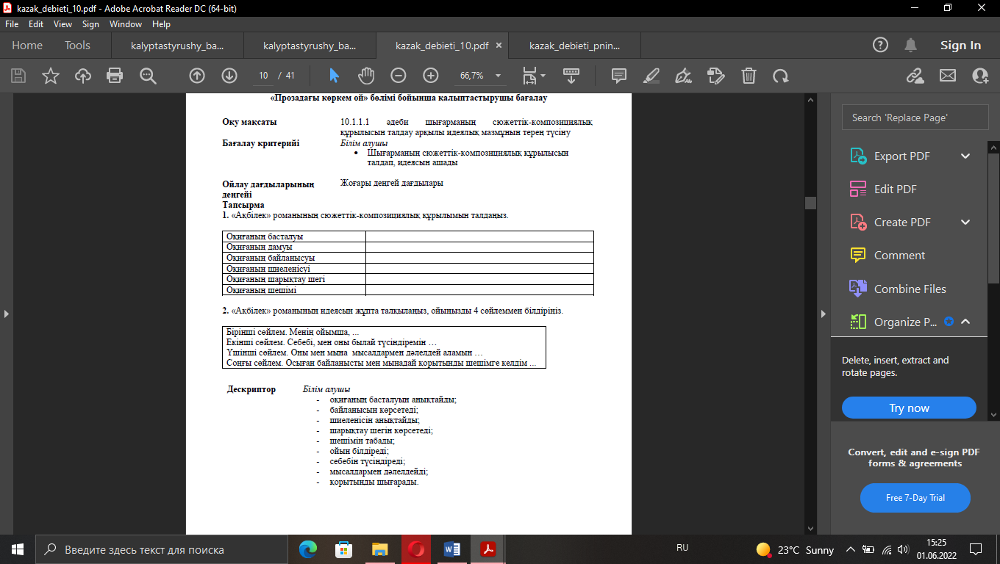 kazak_debieti_10.pdf - Adobe Acrobat Reader DC (64-bit)
File Edit View Sign Window Help
Home Tools kalyptastyrushy_ba... kalyptastyrushy_ba... kazak_debieti_10.pdf × kazak_debieti_pnin... Sign In
10 / 41 66,7%
«Прозадағы көркем ой» бөлімі бойынша қалыптастырушы бағалау
Оқу мақсаты 10.1.1.1 әдеби шығарманың сюжеттік-композициялық
құрылысын талдау арқылы идеялық мазмұнын терең түсіну
Бағалау критерийі Білім алушы
• Шығарманың сюжеттік-композициялық құрылысын
талдап, идеясын ашады
Ойлау дағдыларының Жоғары деңгей дағдылары
деңгейі
Тапсырма
1. «Ақбілек» романының сюжеттік-композициялық құрылымын талдаңыз.
Оқиғаның басталуы
Оқиғаның дамуы
Оқиғаның байланысуы
Оқиғаның шиеленісуі
Оқиғаның шарықтау шегі
Оқиғаның шешімі
2. «Ақбілек» романының идеясын жұпта талқылаңыз, ойыңызды 4 сөйлеммен білдіріңіз.
Бірінші сөйлем. Менің ойымша, ...
Екінші сөйлем. Себебі, мен оны былай түсіндіремін …
Үшінші сөйлем. Оны мен мына мысалдармен дәлелдей аламын …
Соңғы сөйлем. Осыған байланысты мен мынадай қорытынды шешімге келдім ...
Дескриптор Білім алушы
- оқиғаның басталуын анықтайды;
- байланысын көрсетеді;
- шиеленісін анықтайды;
- шарықтау шегін көрсетеді;
- шешімін табады;
- ойын білдіреді;
- себебін түсіндіреді;
- мысалдармен дәлелдейді;
- қорытынды шығарады.
Search 'Replace Page'
Export PDF
Edit PDF
Create PDF
Comment
Combine Files
Organize P...
Delete, insert, extract and
rotate pages.
Try now
Convert, edit and e-sign PDF
forms & agreements
Free 7-Day Trial
Введите здесь текст для поиска
RU
23°C Sunny
15:25
01.06.2022